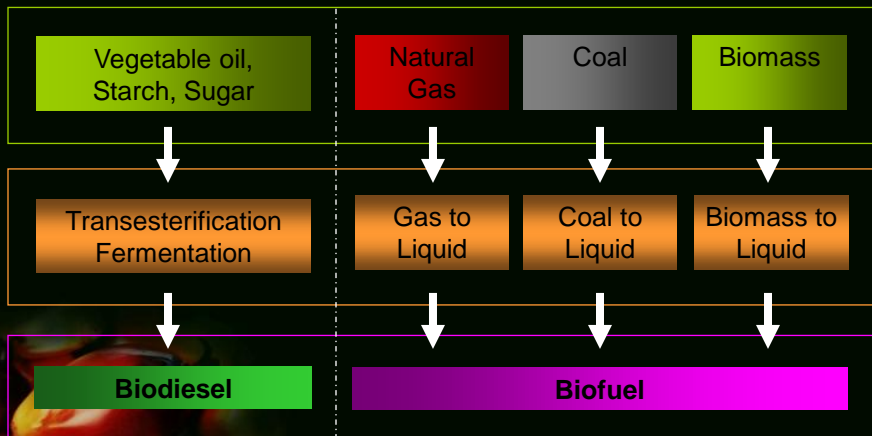 Vegetable oil,
Starch, Sugar
Natural
Gas
Coal
Biomass
Transesterification
Fermentation
Gas to
Liquid
Coal to
Liquid
Biomass to
Liquid
Biodiesel
Biofuel